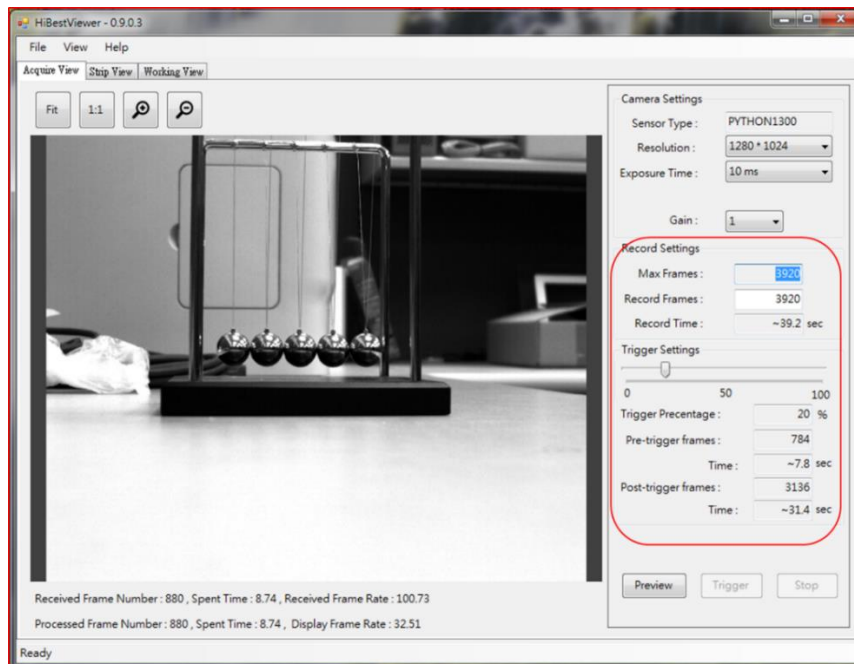 HiBestViewer - 0.9.0.3
File View Help
Acquire View Strip View Working View
Fit 1:1
Camera Settings
Sensor Type : PYTHON1300
Resolution : 1280 * 1024
Exposure Time : 10 ms
Gain : 1
Record Settings
Max Frames : 3920
Record Frames : 3920
Record Time : ~39.2 sec
Trigger Settings
0 50 100
Trigger Precentage : 20 %
Pre-trigger frames : 784
Time : ~7.8 sec
Post-trigger frames : 3136
Time : ~31.4 sec
Preview Trigger Stop
Received Frame Number : 880 , Spent Time : 8.74 , Received Frame Rate : 100.73
Processed Frame Number : 880 , Spent Time : 8.74 , Display Frame Rate : 32.51
Ready